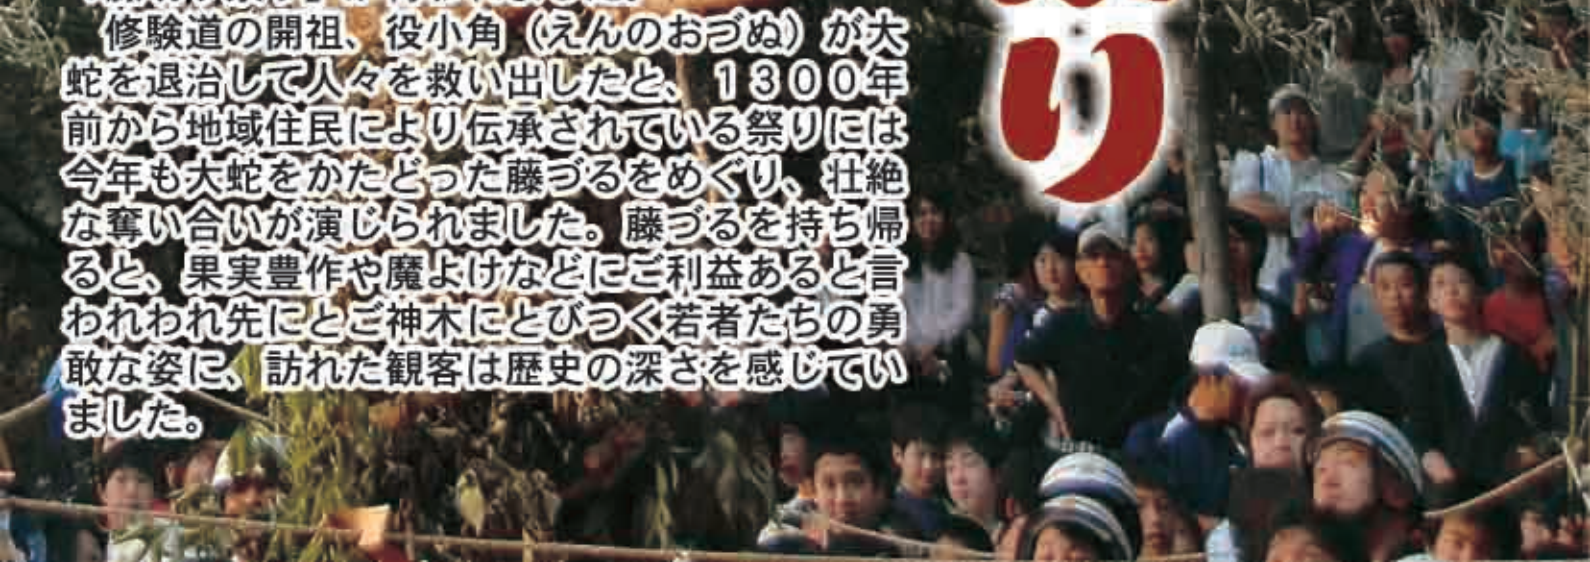 修験道の開祖、役小角（えんのおづぬ）が大
蛇を退治して人々を救い出したと、１３００年
前から地域住民により伝承されている祭りには
今年も大蛇をかたどった藤づるをめぐり、壮絶
な奪い合いが演じられました。藤づるを持ち帰
ると、果実豊作や魔よけなどにご利益あると言
われわれ先にとご神木にとびつく若者たちの勇
敢な姿に、訪れた観客は歴史の深さを感じてい
ました。
り